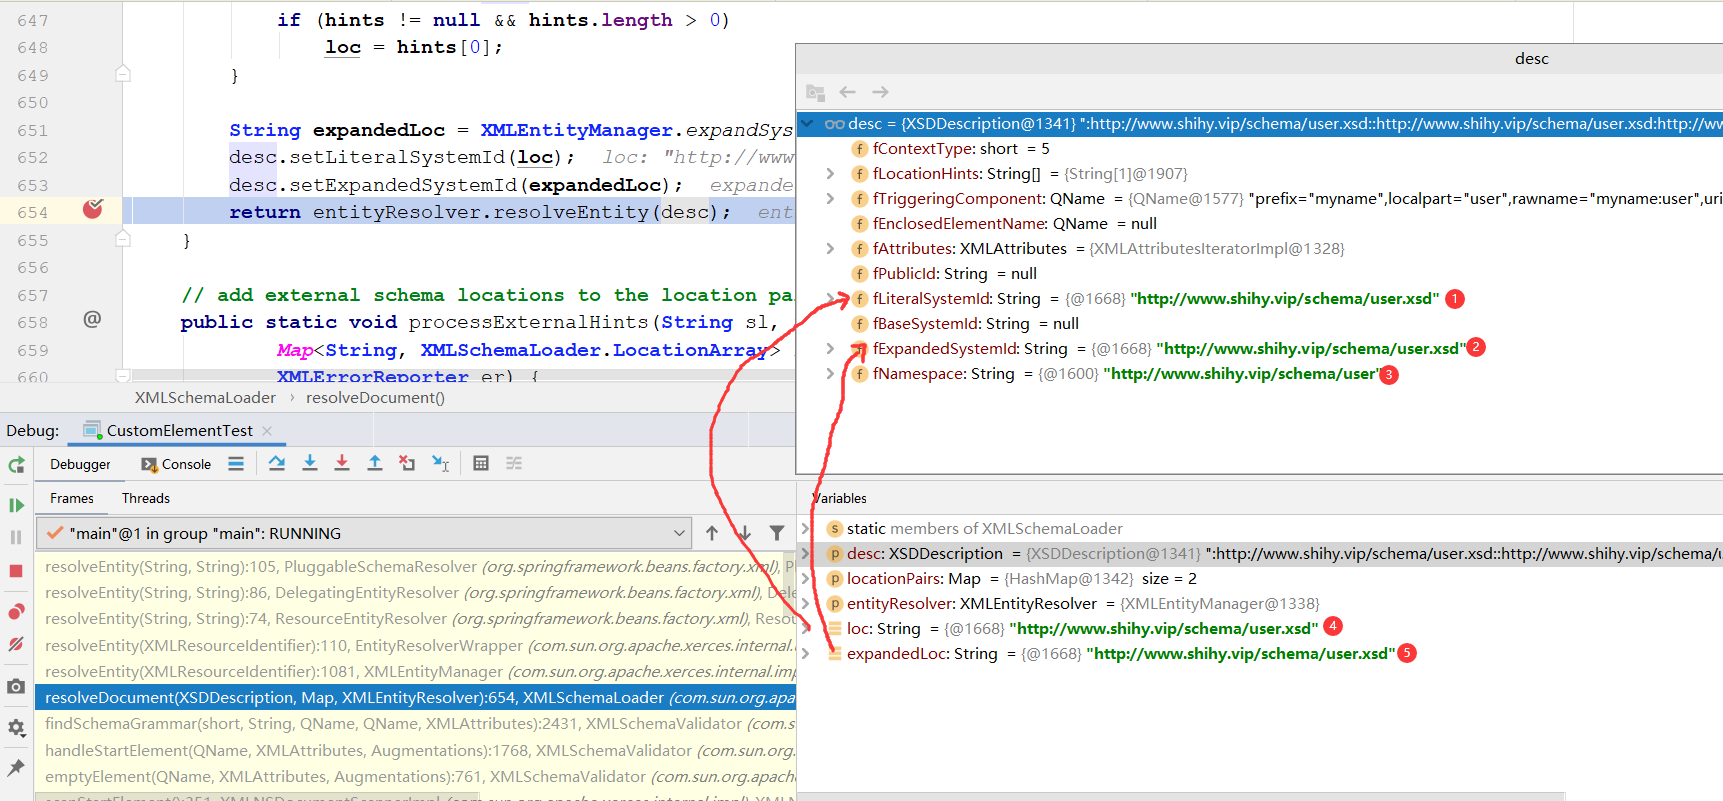 647 if (hints != null && hints.length > 0)
648 loc = hints[0];
649 }
650
651 String expandedLoc = XMLEntityManager.expandSys
652 desc.setLiteralSystemId(loc); loc: "http://www
653 desc.setExpandedSystemId(expandedLoc); expande
654 return entityResolver.resolveEntity(desc); ent
655 }
656
657 // add external schema locations to the location pa
658 @ public static void processExternalHints(String sl,
659 Map<String, XMLSchemaLoader.LocationArray>
660 XMLErrorReporter er) {
XMLSchemaLoader › resolveDocument()
desc
desc = {XSDDescription@1341} ":http://www.shihy.vip/schema/user.xsd::http://www.shihy.vip/schema/user.xsd:http://ww
f fContextType: short = 5
f fLocationHints: String[] = {String[1]@1907}
f fTriggeringComponent: QName = {QName@1577} "prefix="myname",localpart="user",rawname="myname:user",uri
f fEnclosedElementName: QName = null
f fAttributes: XMLAttributes = {XMLAttributesIteratorImpl@1328}
f fPublicId: String = null
f fLiteralSystemId: String = {@1668} "http://www.shihy.vip/schema/user.xsd" 1
f fBaseSystemId: String = null
f fExpandedSystemId: String = {@1668} "http://www.shihy.vip/schema/user.xsd" 2
f fNamespace: String = {@1600} "http://www.shihy.vip/schema/user" 3
Debug: CustomElementTest
Debugger Console
Frames Threads
"main"@1 in group "main": RUNNING
resolveEntity(String, String):105, PluggableSchemaResolver (org.springframework.beans.factory.xml), P
resolveEntity(String, String):86, DelegatingEntityResolver (org.springframework.beans.factory.xml), Dele
resolveEntity(String, String):74, ResourceEntityResolver (org.springframework.beans.factory.xml), Resou
resolveEntity(XMLResourceIdentifier):110, EntityResolverWrapper (com.sun.org.apache.xerces.internal.u
resolveEntity(XMLResourceIdentifier):1081, XMLEntityManager (com.sun.org.apache.xerces.internal.imp
resolveDocument(XSDDescription, Map, XMLEntityResolver):654, XMLSchemaLoader (com.sun.org.apa
findSchemaGrammar(short, String, QName, QName, XMLAttributes):2431, XMLSchemaValidator (com.s
handleStartElement(QName, XMLAttributes, Augmentations):1768, XMLSchemaValidator (com.sun.org.
emptyElement(QName, XMLAttributes, Augmentations):761, XMLSchemaValidator (com.sun.org.apache
Variables
s static members of XMLSchemaLoader
p desc: XSDDescription = {XSDDescription@1341} ":http://www.shihy.vip/schema/user.xsd::http://www.shihy.vip/schema/u
p locationPairs: Map = {HashMap@1342} size = 2
p entityResolver: XMLEntityResolver = {XMLEntityManager@1338}
loc: String = {@1668} "http://www.shihy.vip/schema/user.xsd" 4
expandedLoc: String = {@1668} "http://www.shihy.vip/schema/user.xsd" 5